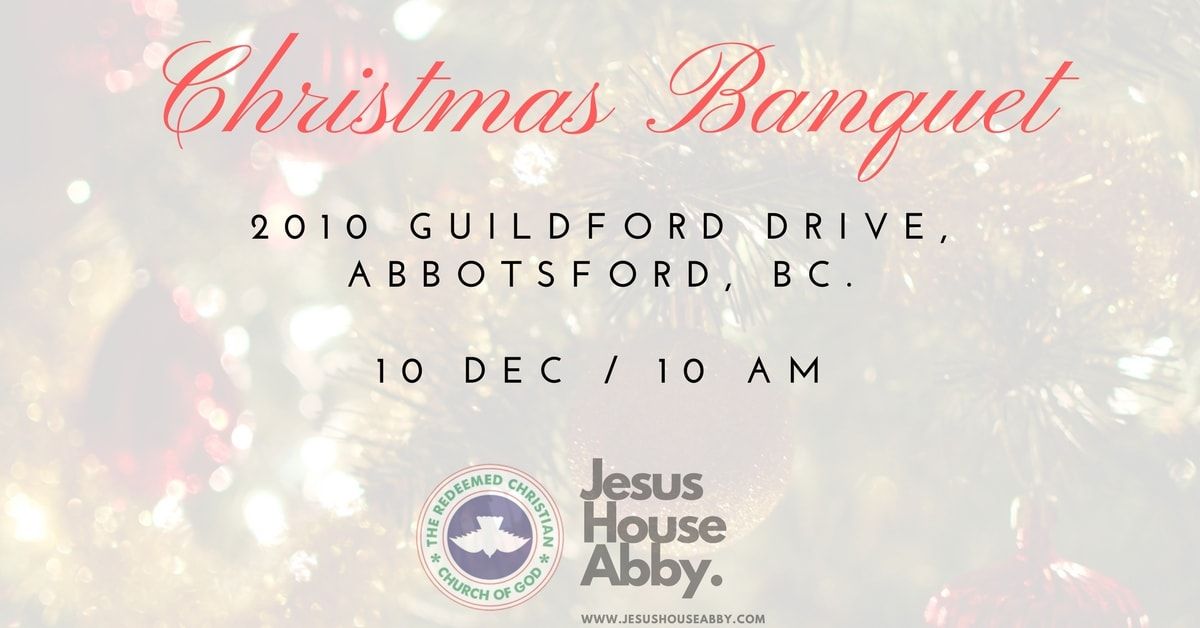 Christmas Banquet
2010 GUILDFORD DRIVE,
ABBOTSFORD, BC.
10 DEC / 10 AM
THE REDEEMED CHRISTIAN
* CHURCH OF GOD *
Jesus
House
Abby.
WWW.JESUSHOUSEABBY.COM